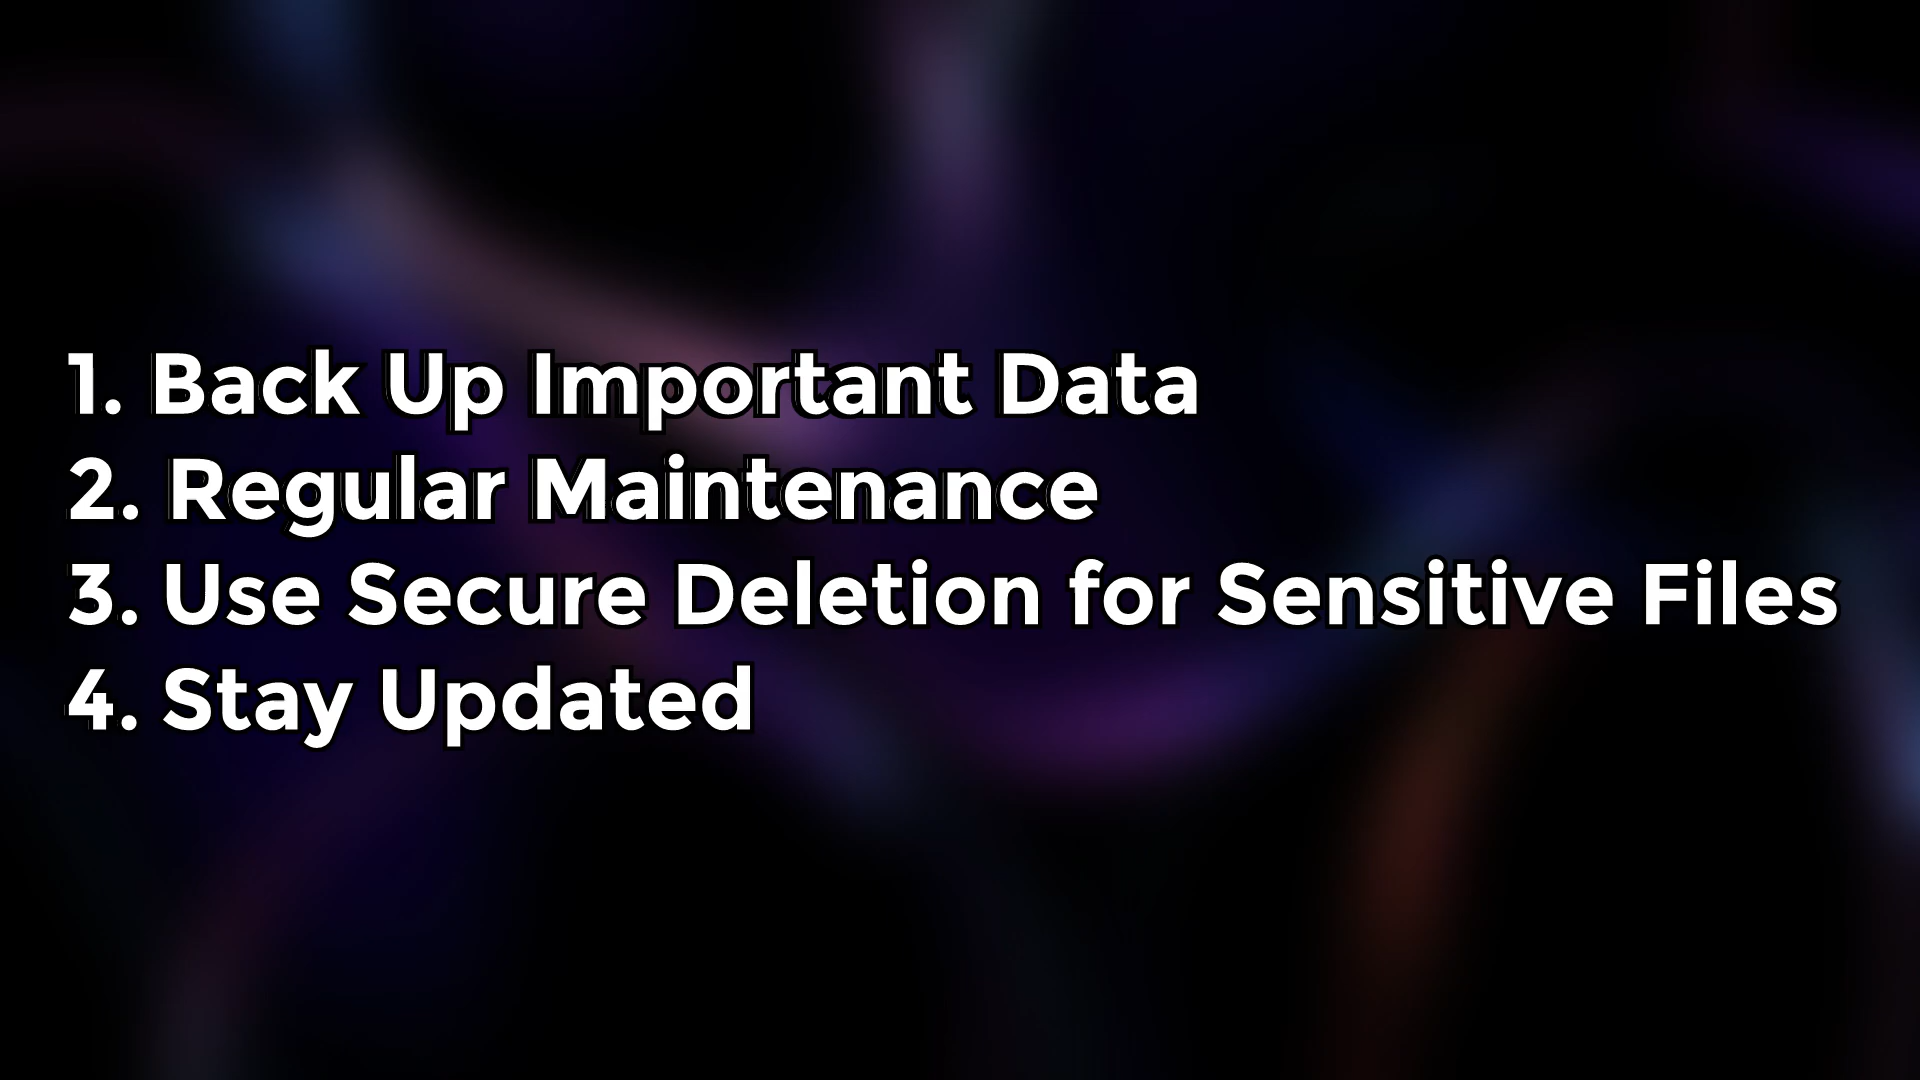 1. Back Up Important Data
2. Regular Maintenance
3. Use Secure Deletion for Sensitive Files
4. Stay Updated